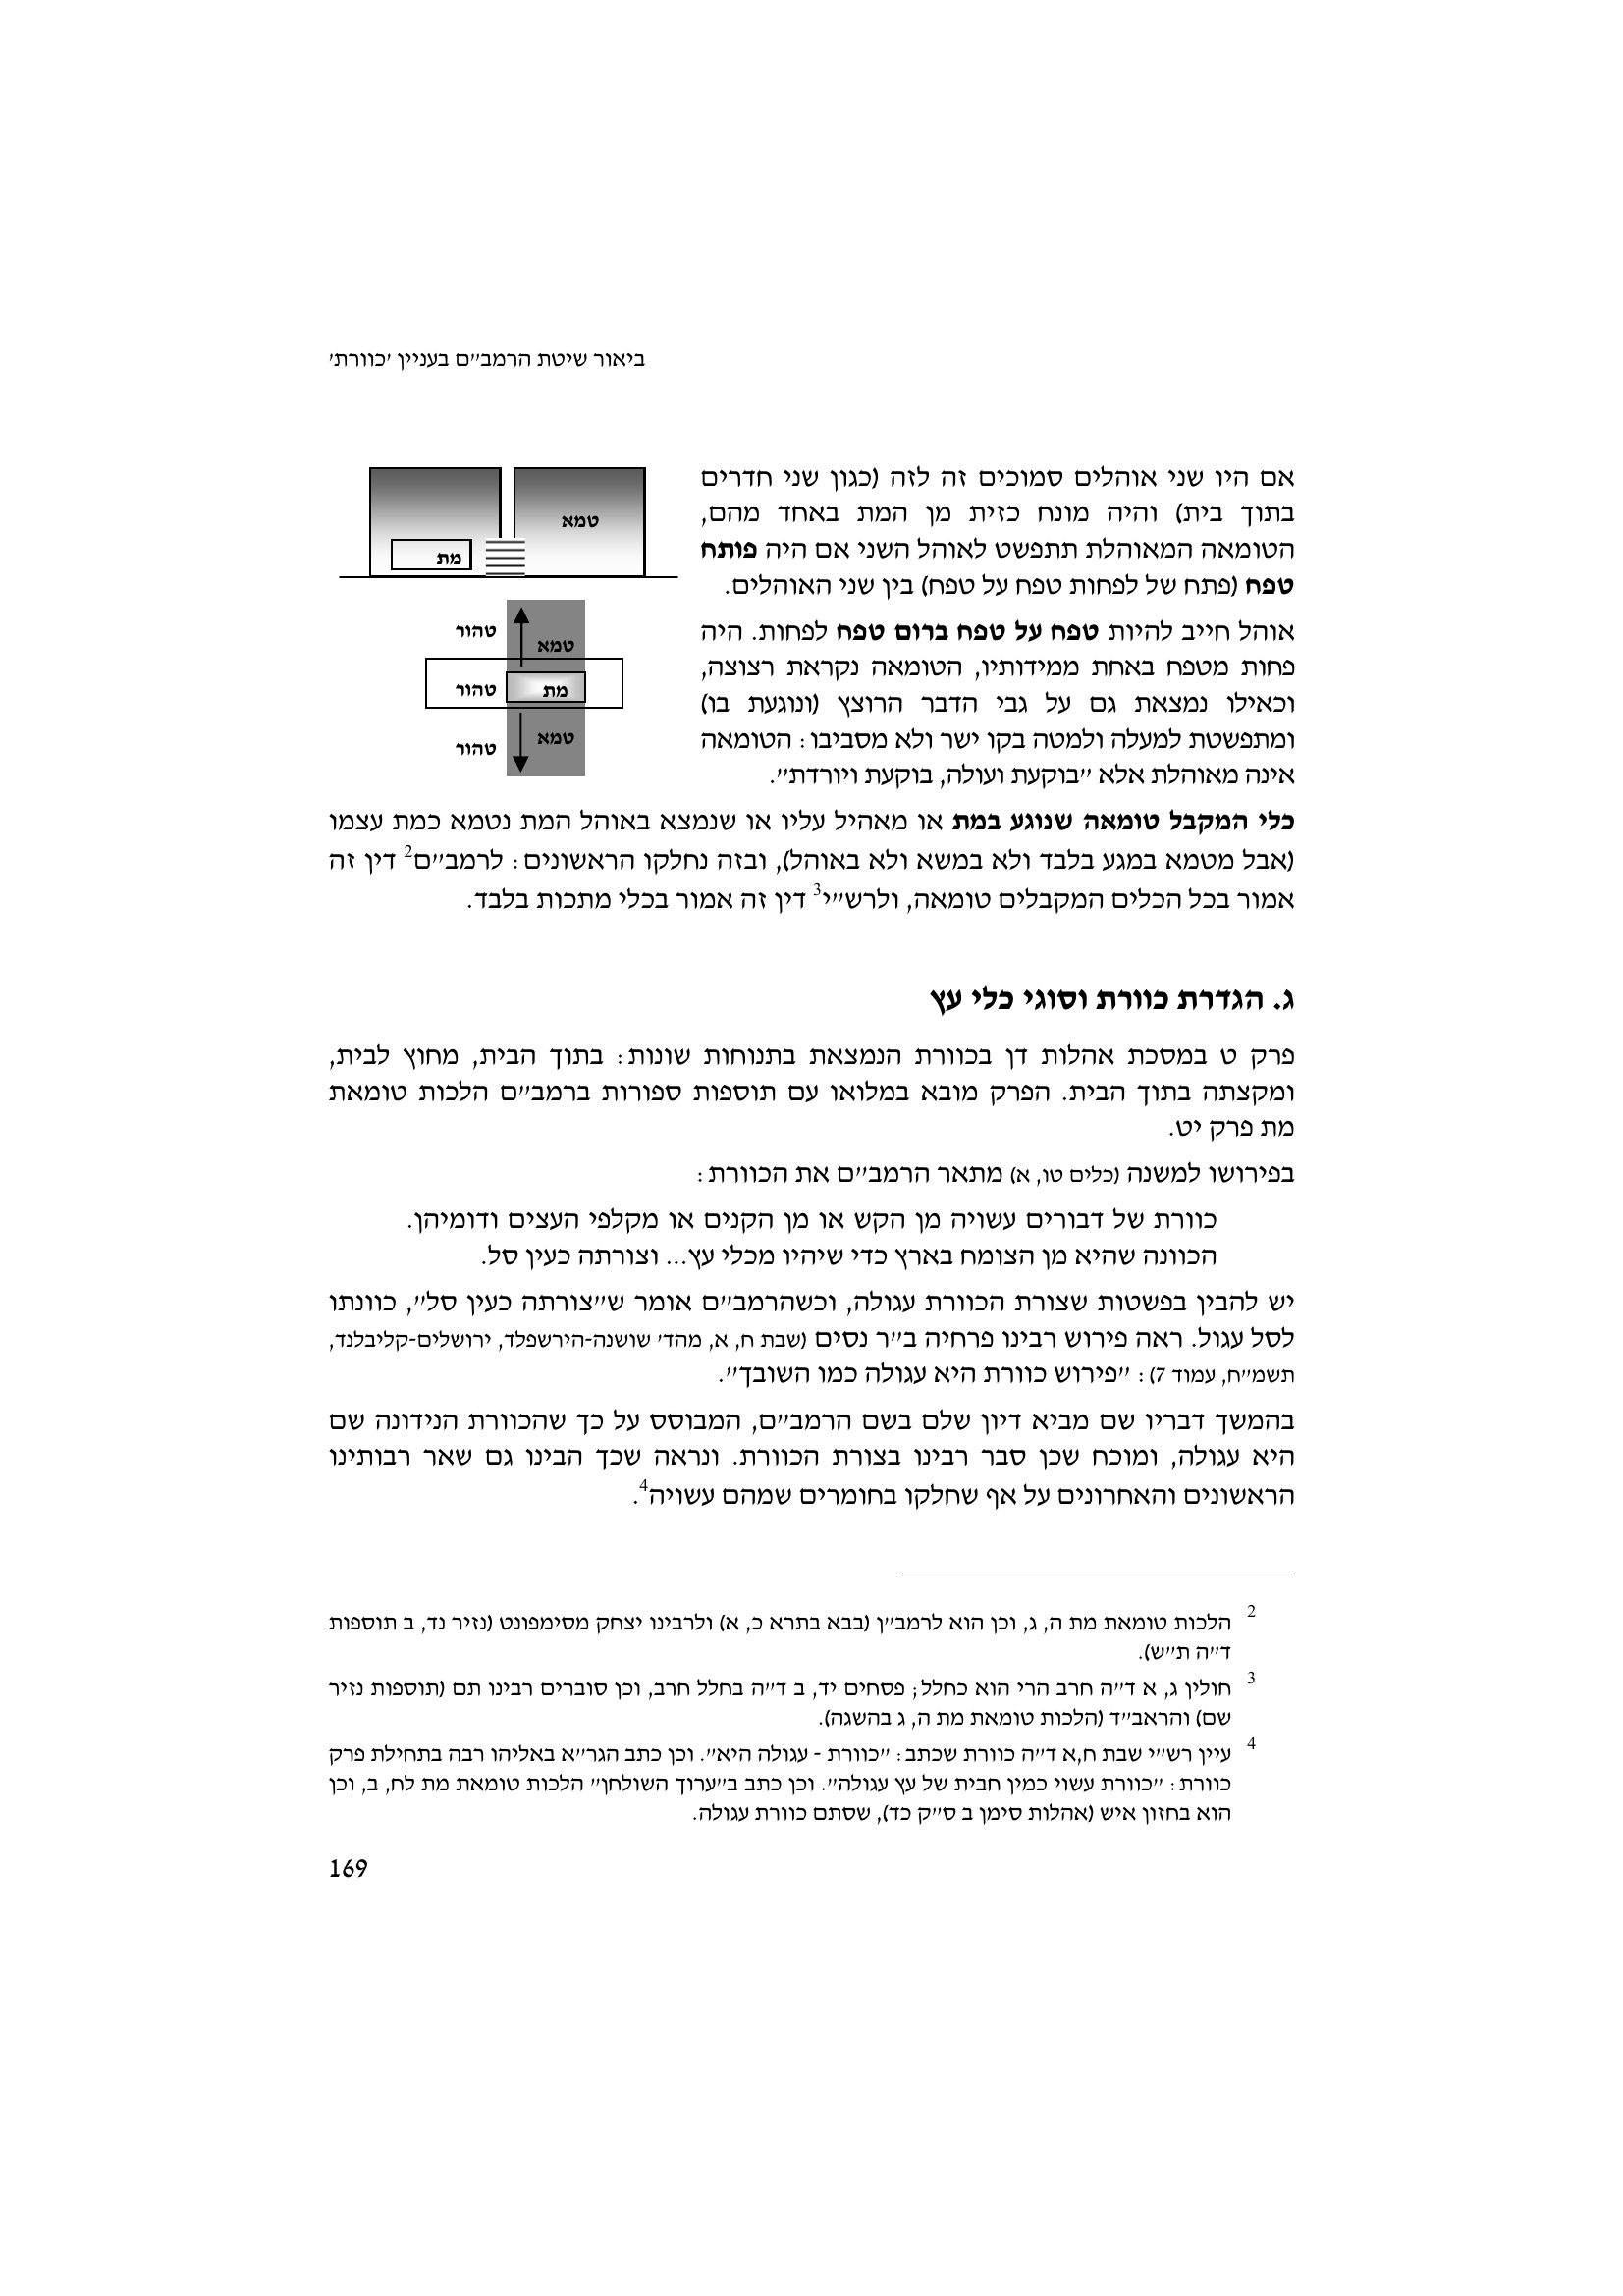 ביאור שיטת הרמב״ם בעניין ׳כוורת׳
אם היו שני אוהלים סמוכים זה לזה (כגון שני חדרים
בתוך בית) והיה מונח כזית מן המת באחד מהם,
הטומאה המאוהלת תתפשט לאוהל השני אם היה פותח
טפח (פתח של לפחות טפח על טפח) בין שני האוהלים.
טמא
מת
אוהל חייב להיות טפח על טפח ברום טפח לפחות. היה
פחות מטפח באחת ממידותיו, הטומאה נקראת רצוצה,
וכאילו נמצאת גם על גבי הדבר הרוצץ (ונוגעת בו)
ומתפשטת למעלה ולמטה בקו ישר ולא מסביבו: הטומאה
אינה מאוהלת אלא ״בוקעת ועולה, בוקעת ויורדת״.
טהור
טמא
טהור
מת
טמא
טהור
כלי המקבל טומאה שנוגע במת או מאהיל עליו או שנמצא באוהל המת נטמא כמת עצמו
(אבל מטמא במגע בלבד ולא במשא ולא באוהל), ובזה נחלקו הראשונים: לרמב״ם2 דין זה
אמור בכל הכלים המקבלים טומאה, ולרש״י3 דין זה אמור בכלי מתכות בלבד.
ג. הגדרת כוורת וסוגי כלי עץ
פרק ט במסכת אהלות דן בכוורת הנמצאת בתנוחות שונות: בתוך הבית, מחוץ לבית,
ומקצתה בתוך הבית. הפרק מובא במלואו עם תוספות ספורות ברמב״ם הלכות טומאת
מת פרק יט.
בפירושו למשנה (כלים טו, א) מתאר הרמב״ם את הכוורת:
כוורת של דבורים עשויה מן הקש או מן הקנים או מקלפי העצים ודומיהן.
הכוונה שהיא מן הצומח בארץ כדי שיהיו מכלי עץ... וצורתה כעין סל.
יש להבין בפשטות שצורת הכוורת עגולה, וכשהרמב״ם אומר ש״צורתה כעין סל״, כוונתו
לסל עגול. ראה פירוש רבינו פרחיה ב״ר נסים (שבת ח, א, מהד׳ שושנה-הירשפלד, ירושלים-קליבלנד,
תשמ״ח, עמוד 7): ״פירוש כוורת היא עגולה כמו השובך״.
בהמשך דבריו שם מביא דיון שלם בשם הרמב״ם, המבוסס על כך שהכוורת הנידונה שם
היא עגולה, ומוכח שכן סבר רבינו בצורת הכוורת. ונראה שכך הבינו גם שאר רבותינו
הראשונים והאחרונים על אף שחלקו בחומרים שמהם עשויה4.
2 הלכות טומאת מת ה, ג, וכן הוא לרמב״ן (בבא בתרא כ, א) ולרבינו יצחק מסימפונט (נזיר נד, ב תוספות
ד״ה ת״ש).
3 חולין ג, א ד״ה חרב הרי הוא כחלל; פסחים יד, ב ד״ה בחלל חרב, וכן סוברים רבינו תם (תוספות נזיר
שם) והראב״ד (הלכות טומאת מת ה, ג בהשגה).
4 עיין רש״י שבת ח,א ד״ה כוורת שכתב: ״כוורת - עגולה היא״. וכן כתב הגר״א באליהו רבה בתחילת פרק
כוורת: ״כוורת עשוי כמין חבית של עץ עגולה״. וכן כתב ב״ערוך השולחן״ הלכות טומאת מת לח, ב, וכן
הוא בחזון איש (אהלות סימן ב ס״ק כד), שסתם כוורת עגולה.
169